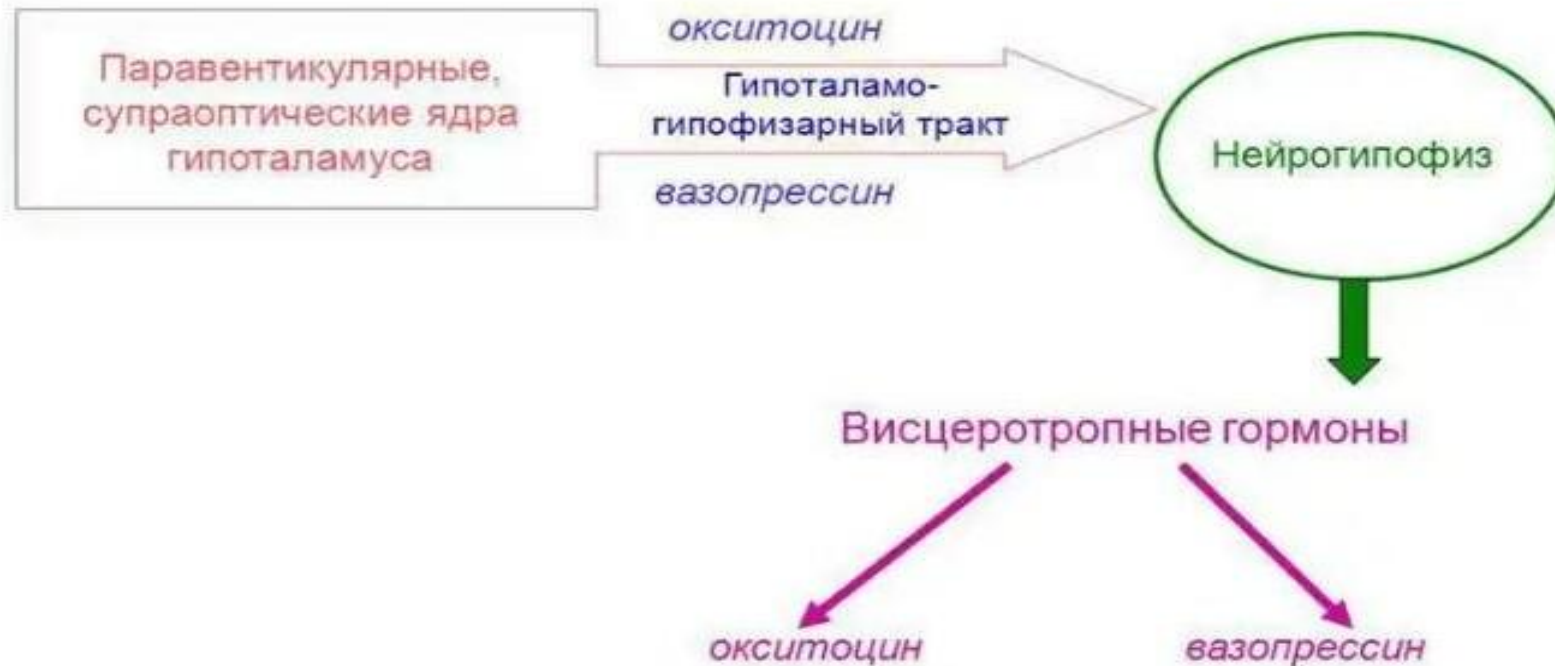 окситоцин
Паравентикулярные,
супраоптические ядра
гипоталамуса
Гипоталамо-
гипофизарный тракт
вазопрессин
Нейрогипофиз
Висцеротропные гормоны
окситоцин
вазопрессин